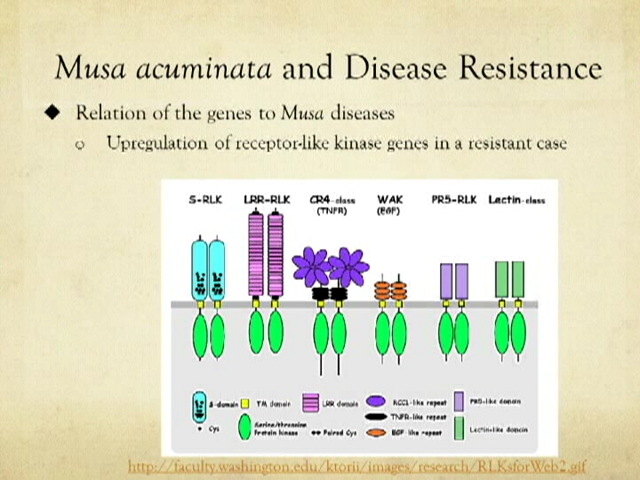 Musa acuminata and Disease Resistance
Relation of the genes to Musa diseases
Upregulation of receptor-like kinase genes in a resistant case
S-RLK LRR-RLK CR4-class WAK PR5-RLK Lectin-class
(TNFR) (EGF)
S-domain TM domain LRR domain RCC1-like repeat PR5-like domain
Cys Serine/threonine Paired Cys TNFR-like repeat
Protein kinase EGF-like repeat Lectin-like domain
http://faculty.washington.edu/ktorii/images/research/RLKsforWeb2.gif